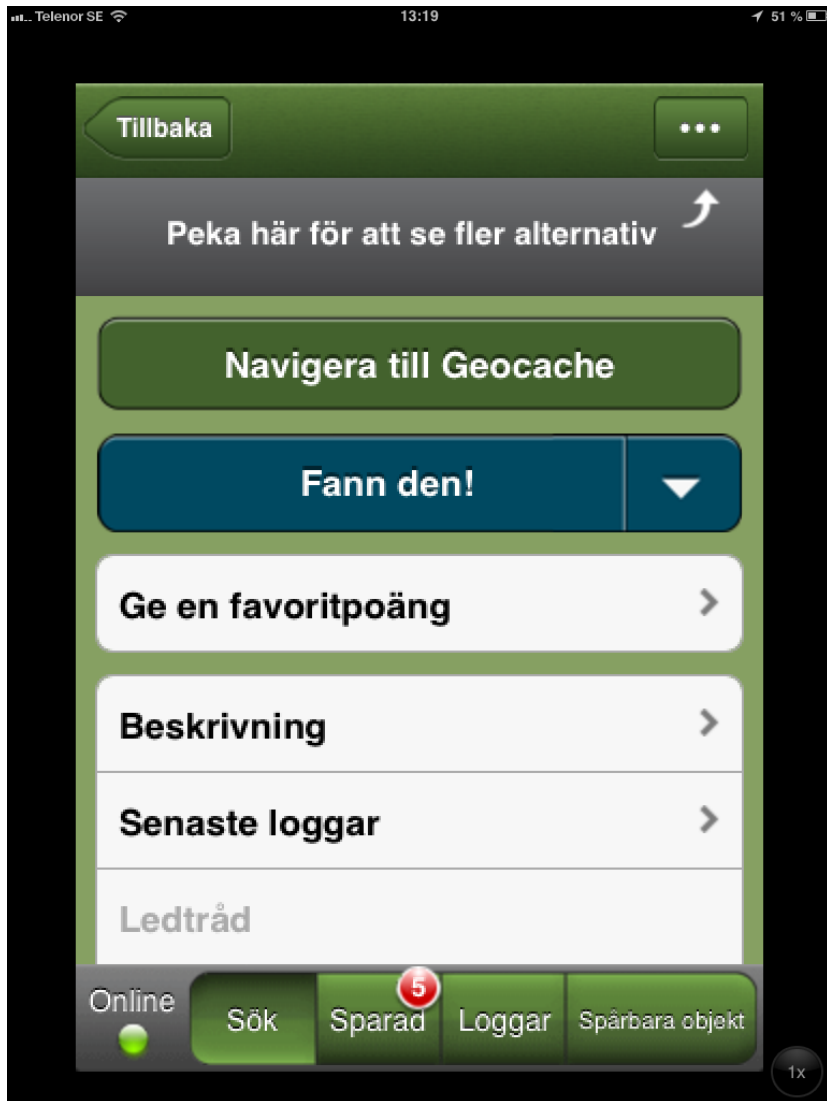 Telenor SE 13:19 51 %
Tillbaka
Peka här för att se fler alternativ
Navigera till Geocache
Fann den!
Ge en favoritpoäng
Beskrivning
Senaste loggar
Ledtråd
5
Online Sök Sparad Loggar Spårbara objekt
1x